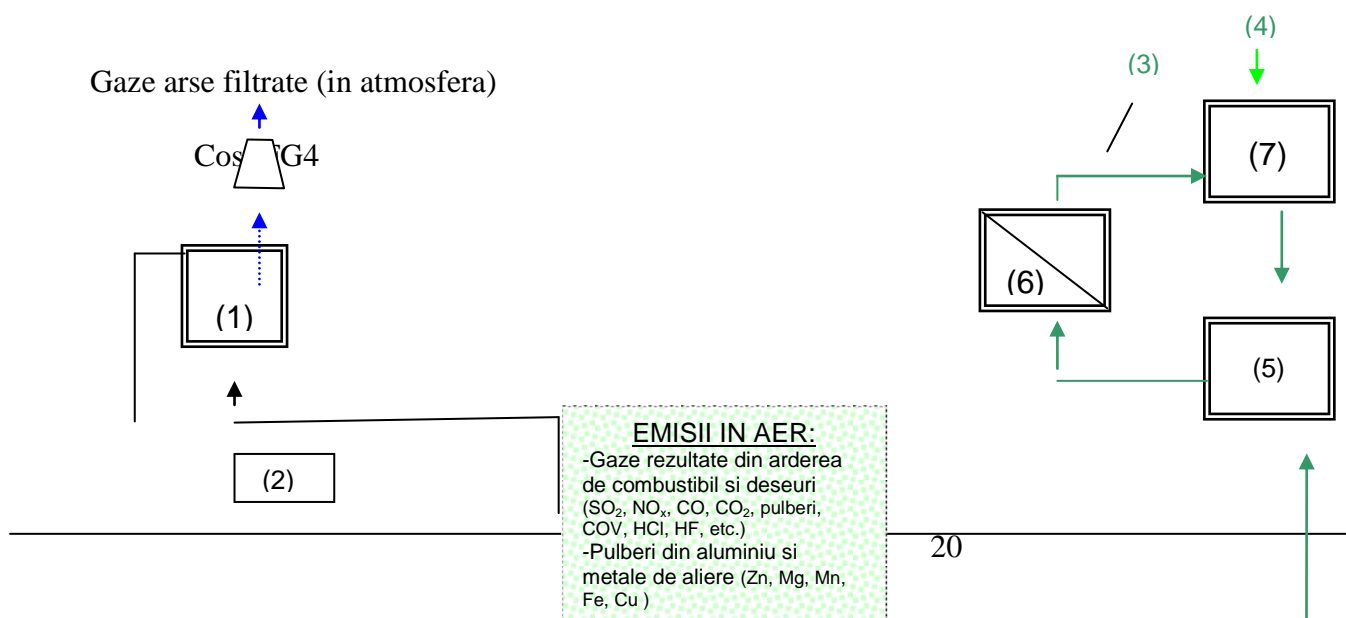 (4)
(3)
Gaze arse filtrate (in atmosfera)
Cos G4
(7)
(6)
(1)
(5)
(2)
EMISII IN AER:
-Gaze rezultate din arderea
de combustibil si deseuri
(SO₂, NOₓ, CO, CO₂, pulberi,
COV, HCl, HF, etc.)
-Pulberi din aluminiu si
metale de aliere (Zn, Mg, Mn,
Fe, Cu )
20